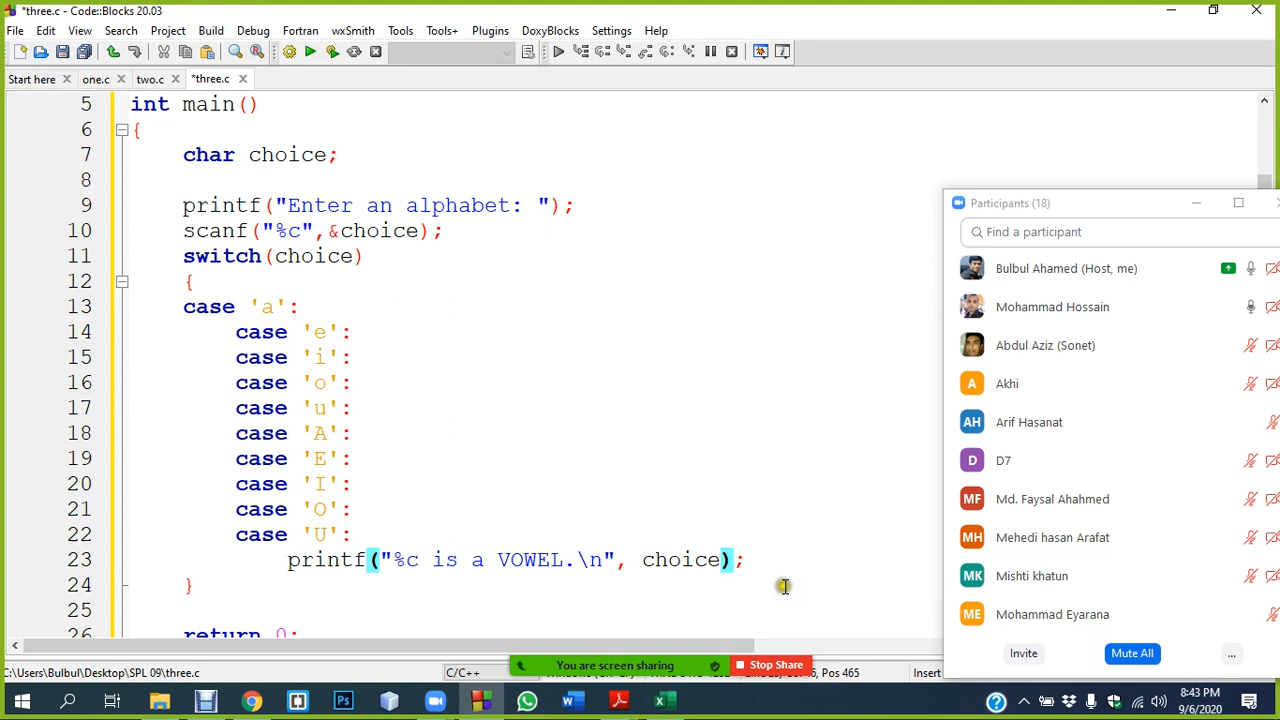 *three.c - Code::Blocks 20.03
File Edit View Search Project Build Debug Fortran wxSmith Tools Tools+ Plugins DoxyBlocks Settings Help
Start here one.c two.c *three.c
5 int main()
6 {
7 char choice;
8
9 printf("Enter an alphabet: ");
10 scanf("%c",&choice);
11 switch(choice)
12 {
13 case 'a':
14 case 'e':
15 case 'i':
16 case 'o':
17 case 'u':
18 case 'A':
19 case 'E':
20 case 'I':
21 case 'O':
22 case 'U':
23 printf("%c is a VOWEL.\n", choice);
24 }
25
26 return 0;
Participants (18)
Find a participant
Bulbul Ahamed (Host, me)
Mohammad Hossain
Abdul Aziz (Sonet)
A Akhi
AH Arif Hasanat
D D7
MF Md. Faysal Ahahmed
MH Mehedi hasan Arafat
MK Mishti khatun
ME Mohammad Eyarana
Invite Mute All ...
You are screen sharing Stop Share
C:\Users\Bulbul\Desktop\SPL 09\three.c C/C++ Pos 465 Insert
8:43 PM
9/6/2020